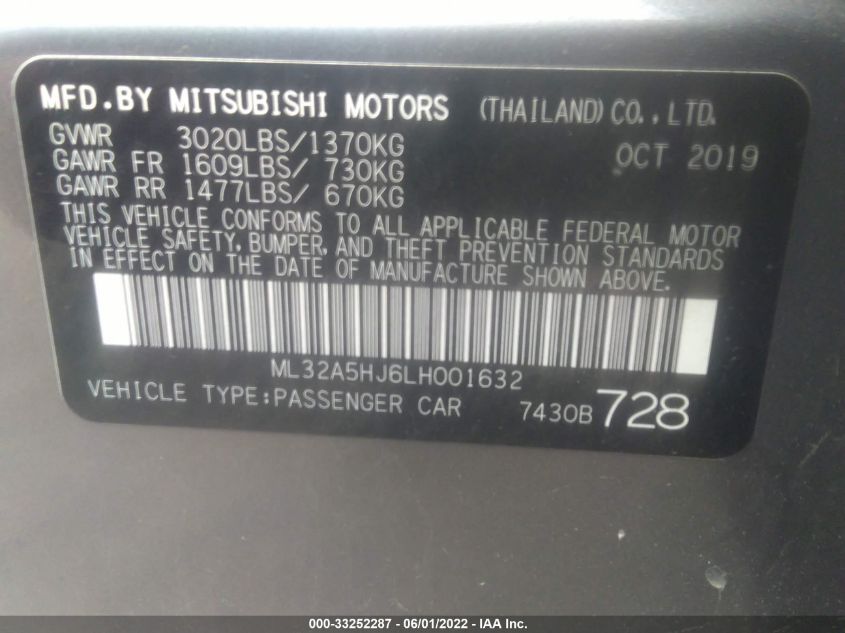 MFD.BY MITSUBISHI MOTORS (THAILAND) CO., LTD.
GVWR 3020LBS/1370KG OCT 2019
GAWR FR 1609LBS/ 730KG
GAWR RR 1477LBS/ 670KG
THIS VEHICLE CONFORMS TO ALL APPLICABLE FEDERAL MOTOR
VEHICLE SAFETY, BUMPER, AND THEFT PREVENTION STANDARDS
IN EFFECT ON THE DATE OF MANUFACTURE SHOWN ABOVE.
ML32A5HJ6LH001632
VEHICLE TYPE:PASSENGER CAR 7430B 728
000-33252287 - 06/01/2022 - IAA Inc.